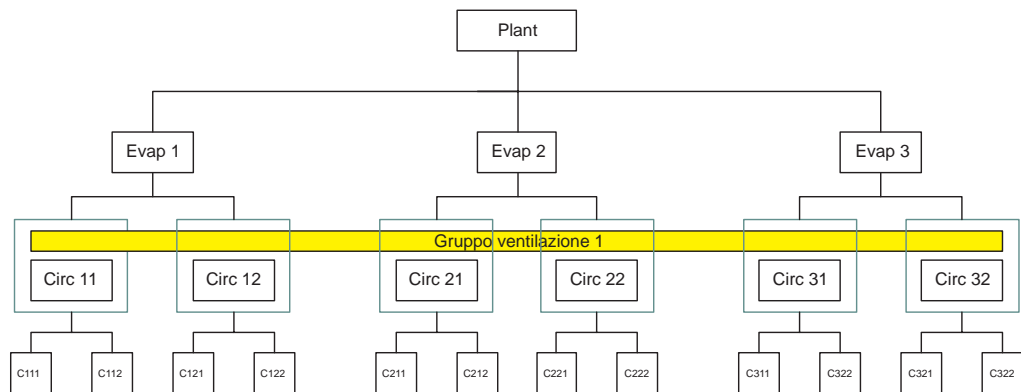 Plant
Evap 1
Evap 2
Evap 3
Gruppo ventilazione 1
Circ 11
Circ 12
Circ 21
Circ 22
Circ 31
Circ 32
C111
C112
C121
C122
C211
C212
C221
C222
C311
C322
C321
C322